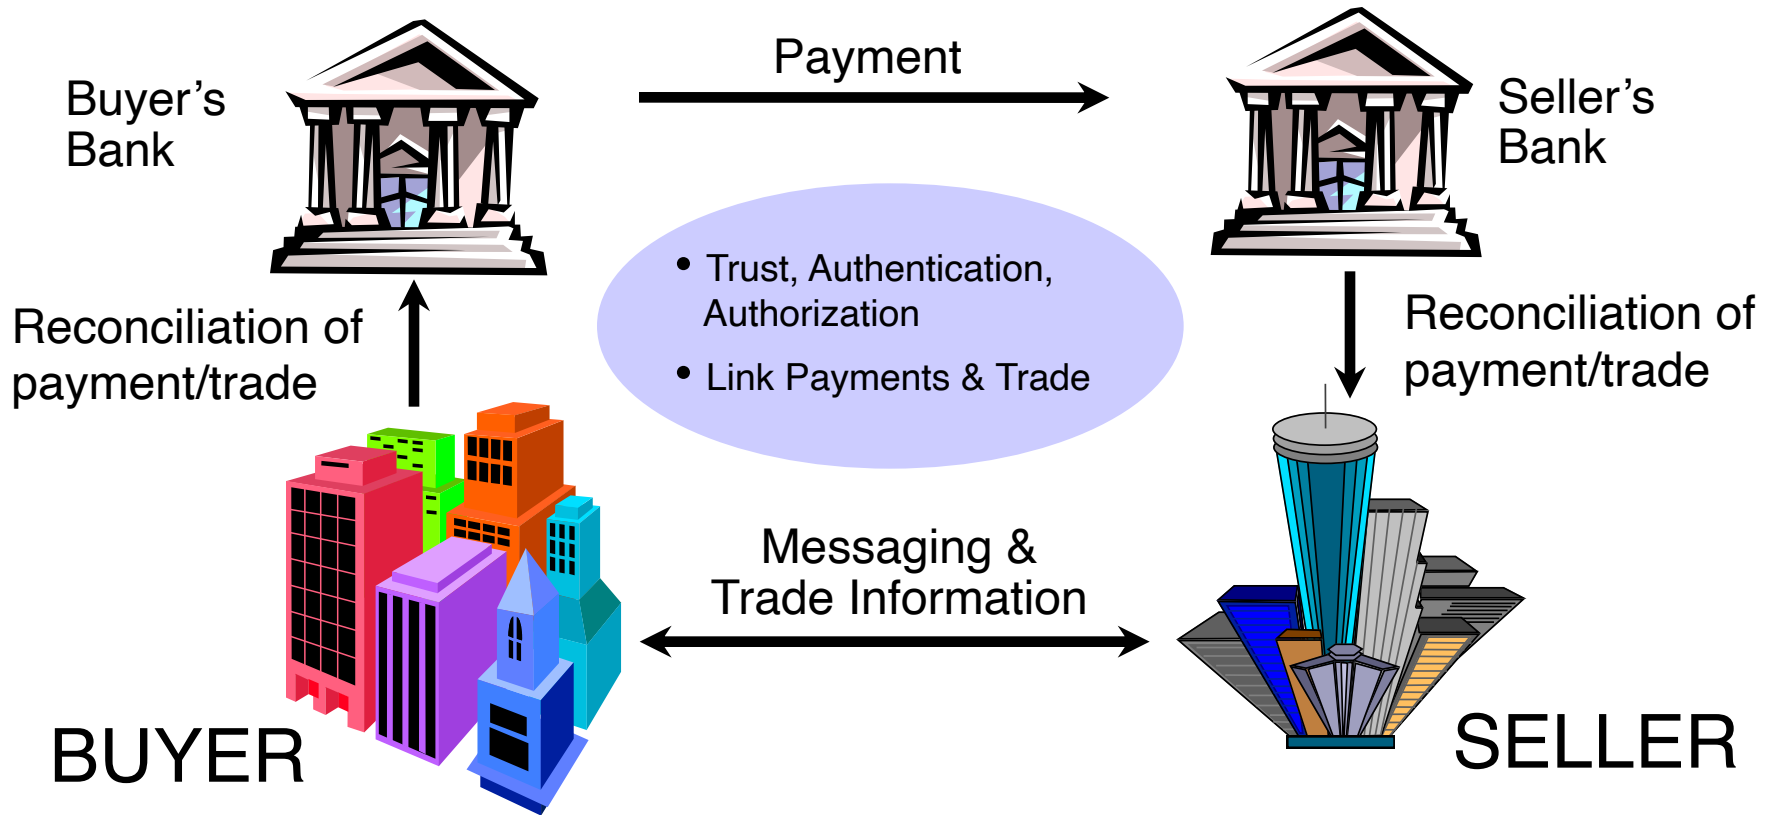 Payment
Buyer’s
Bank
Seller’s
Bank
• Trust, Authentication,
Authorization
• Link Payments & Trade
Reconciliation of
payment/trade
Reconciliation of
payment/trade
Messaging &
Trade Information
BUYER
SELLER